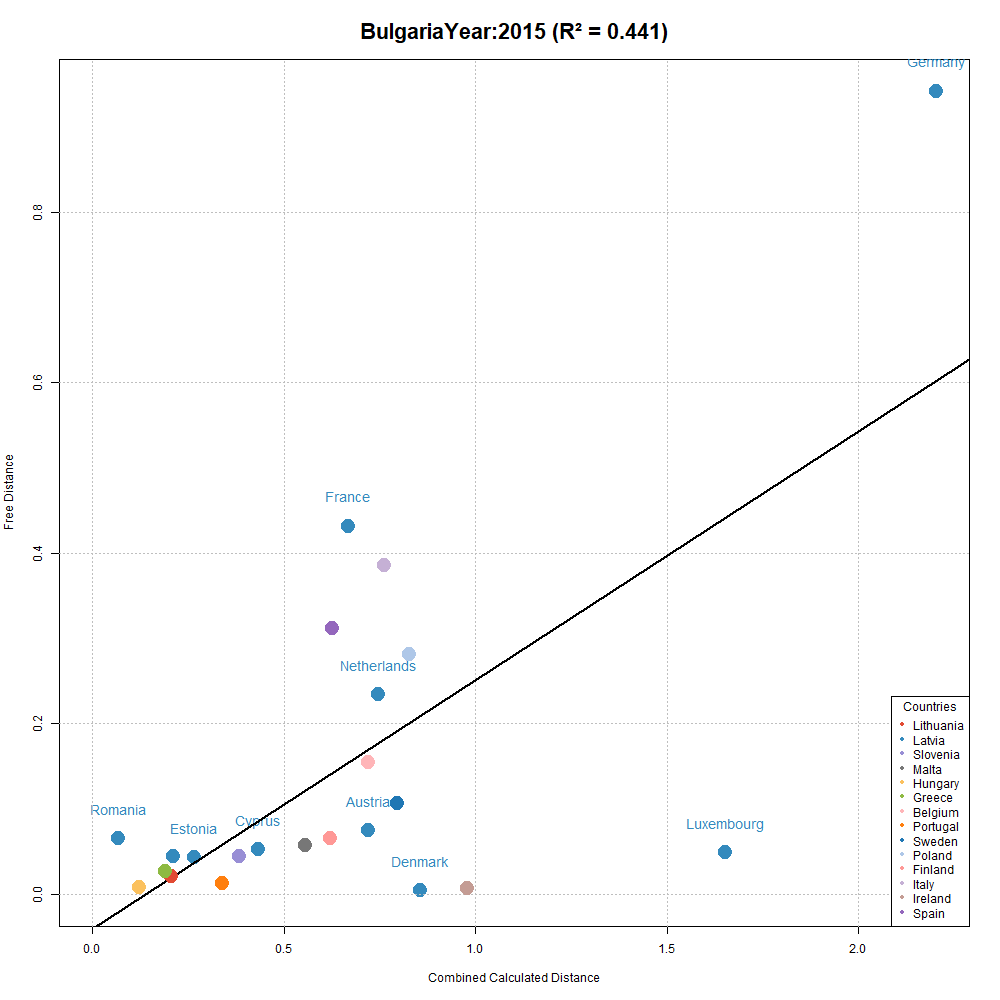 BulgariaYear:2015 (R² = 0.441)
Germany
France
Netherlands
Austria
Romania
Estonia
Cyprus
Denmark
Luxembourg
Free Distance
0.0
0.2
0.4
0.6
0.8
0.0
0.5
1.0
1.5
2.0
Combined Calculated Distance
Countries
Lithuania
Latvia
Slovenia
Malta
Hungary
Greece
Belgium
Portugal
Sweden
Poland
Finland
Italy
Ireland
Spain